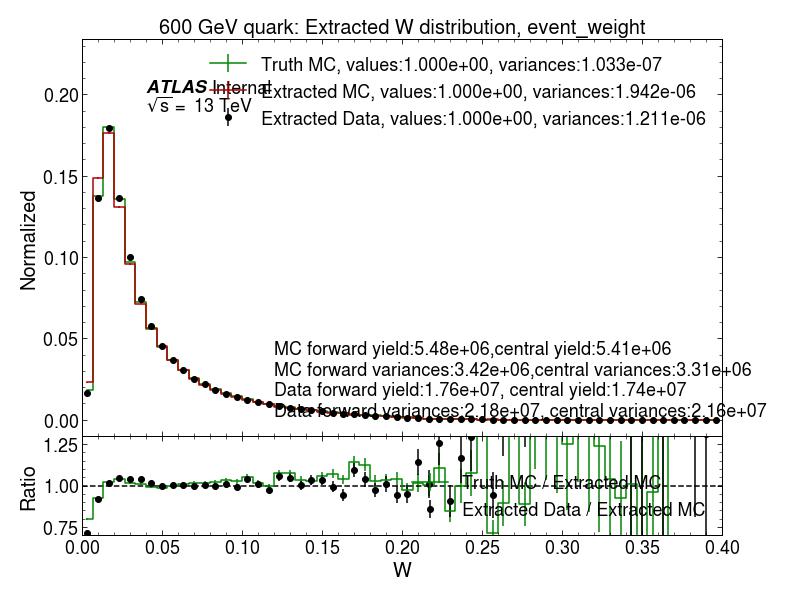 600 GeV quark: Extracted W distribution, event_weight
Truth MC, values:1.000e+00, variances:1.033e-07
ATLAS Internal
Extracted MC, values:1.000e+00, variances:1.942e-06
√s = 13 TeV
Extracted Data, values:1.000e+00, variances:1.211e-06
0.20
0.15
0.10
0.05
0.00
Normalized
MC forward yield:5.48e+06,central yield:5.41e+06
MC forward variances:3.42e+06,central variances:3.31e+06
Data forward yield:1.76e+07, central yield:1.74e+07
Data forward variances:2.18e+07, central variances:2.16e+07
1.25
1.00
0.75
Ratio
Truth MC / Extracted MC
Extracted Data / Extracted MC
0.00 0.05 0.10 0.15 0.20 0.25 0.30 0.35 0.40
W